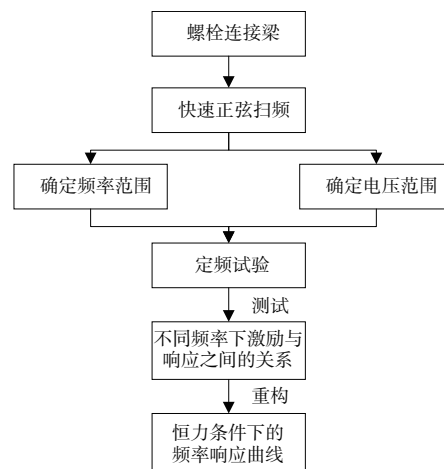 螺栓连接梁
快速正弦扫频
确定频率范围
确定电压范围
定频试验
测试
不同频率下激励与
响应之间的关系
重构
恒力条件下的
频率响应曲线